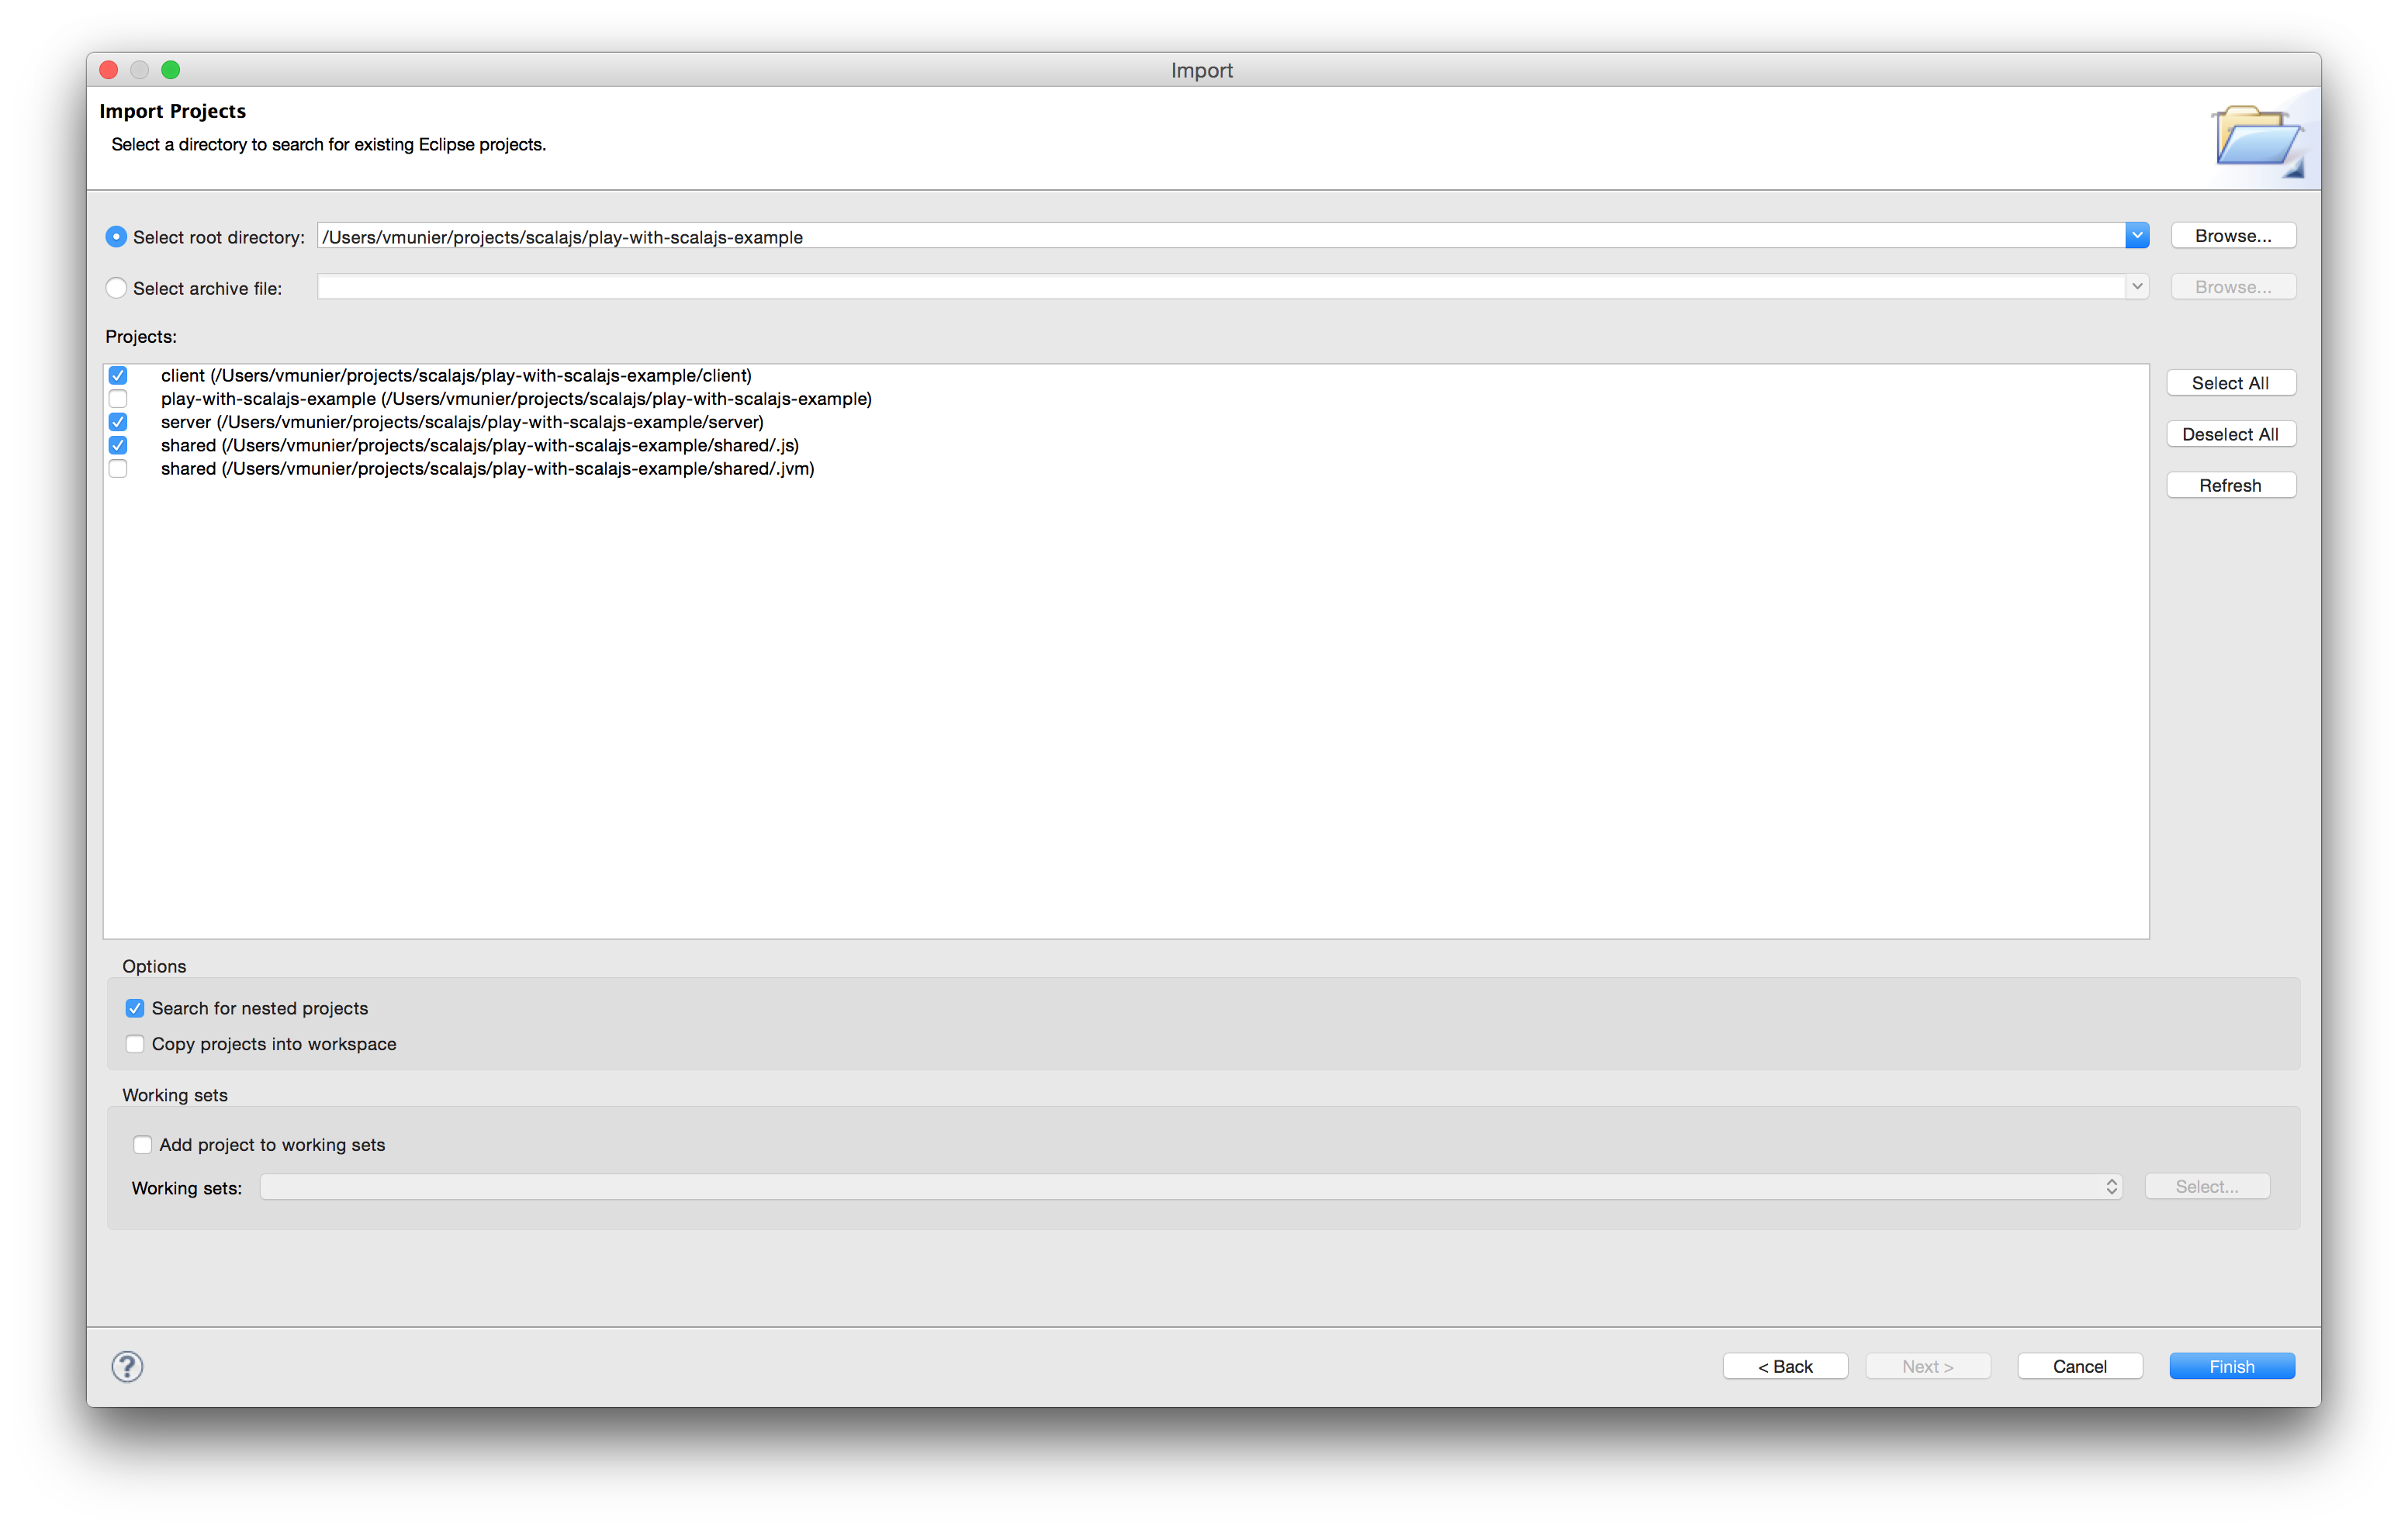 Import
Import Projects
Select a directory to search for existing Eclipse projects.
Select root directory: /Users/vmunier/projects/scalajs/play-with-scalajs-example Browse...
Select archive file: Browse...
Projects:
client (/Users/vmunier/projects/scalajs/play-with-scalajs-example/client)
play-with-scalajs-example (/Users/vmunier/projects/scalajs/play-with-scalajs-example)
server (/Users/vmunier/projects/scalajs/play-with-scalajs-example/server)
shared (/Users/vmunier/projects/scalajs/play-with-scalajs-example/shared/.js)
shared (/Users/vmunier/projects/scalajs/play-with-scalajs-example/shared/.jvm)
Select All
Deselect All
Refresh
Options
Search for nested projects
Copy projects into workspace
Working sets
Add project to working sets
Working sets: Select...
? < Back Next > Cancel Finish